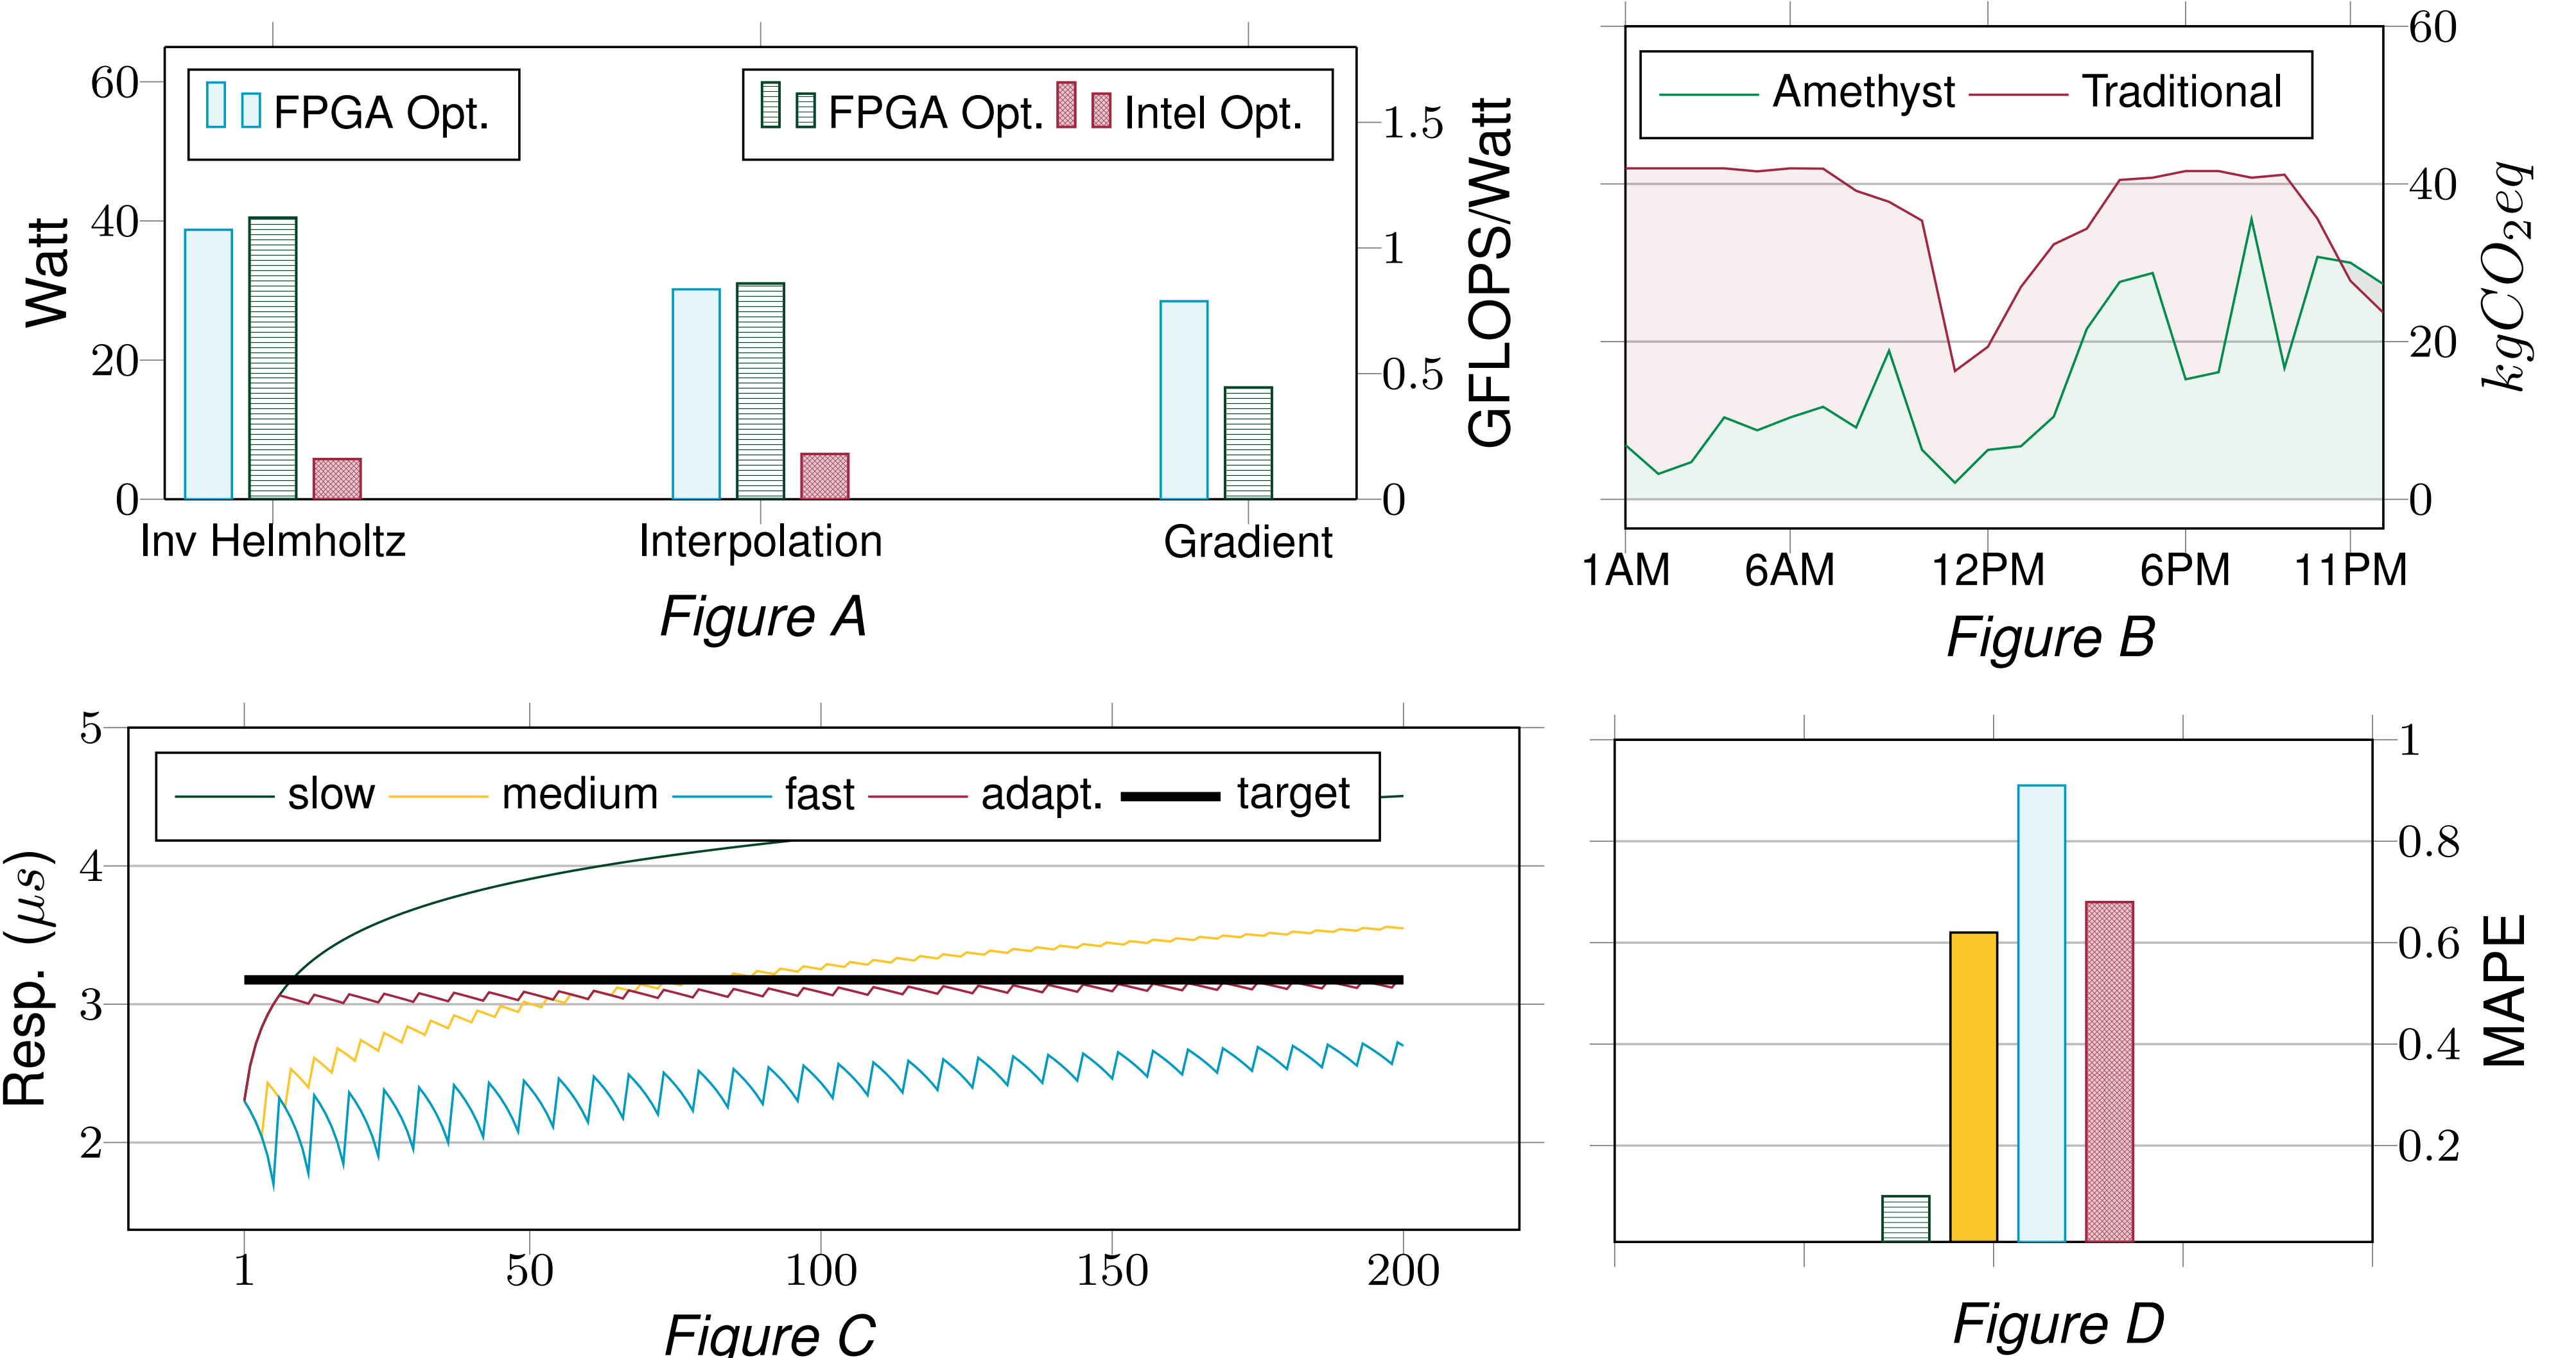 60
40
20
0
Watt
FPGA Opt.
FPGA Opt. Intel Opt.
1.5
1
0.5
0
GFLOPS/Watt
Inv Helmholtz Interpolation Gradient
Figure A
Amethyst Traditional
60
40
20
0
kgCO₂eq
1AM 6AM 12PM 6PM 11PM
Figure B
5
4
3
2
Resp. (μs)
slow medium fast adapt. target
1 50 100 150 200
Figure C
1
0.8
0.6
0.4
0.2
MAPE
Figure D